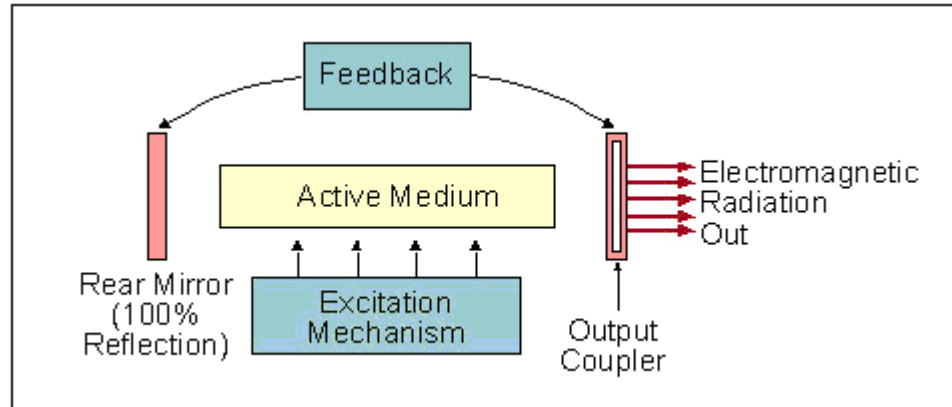 Feedback
Active Medium
Electromagnetic
Radiation
Out
Rear Mirror
(100%
Reflection)
Excitation
Mechanism
Output
Coupler